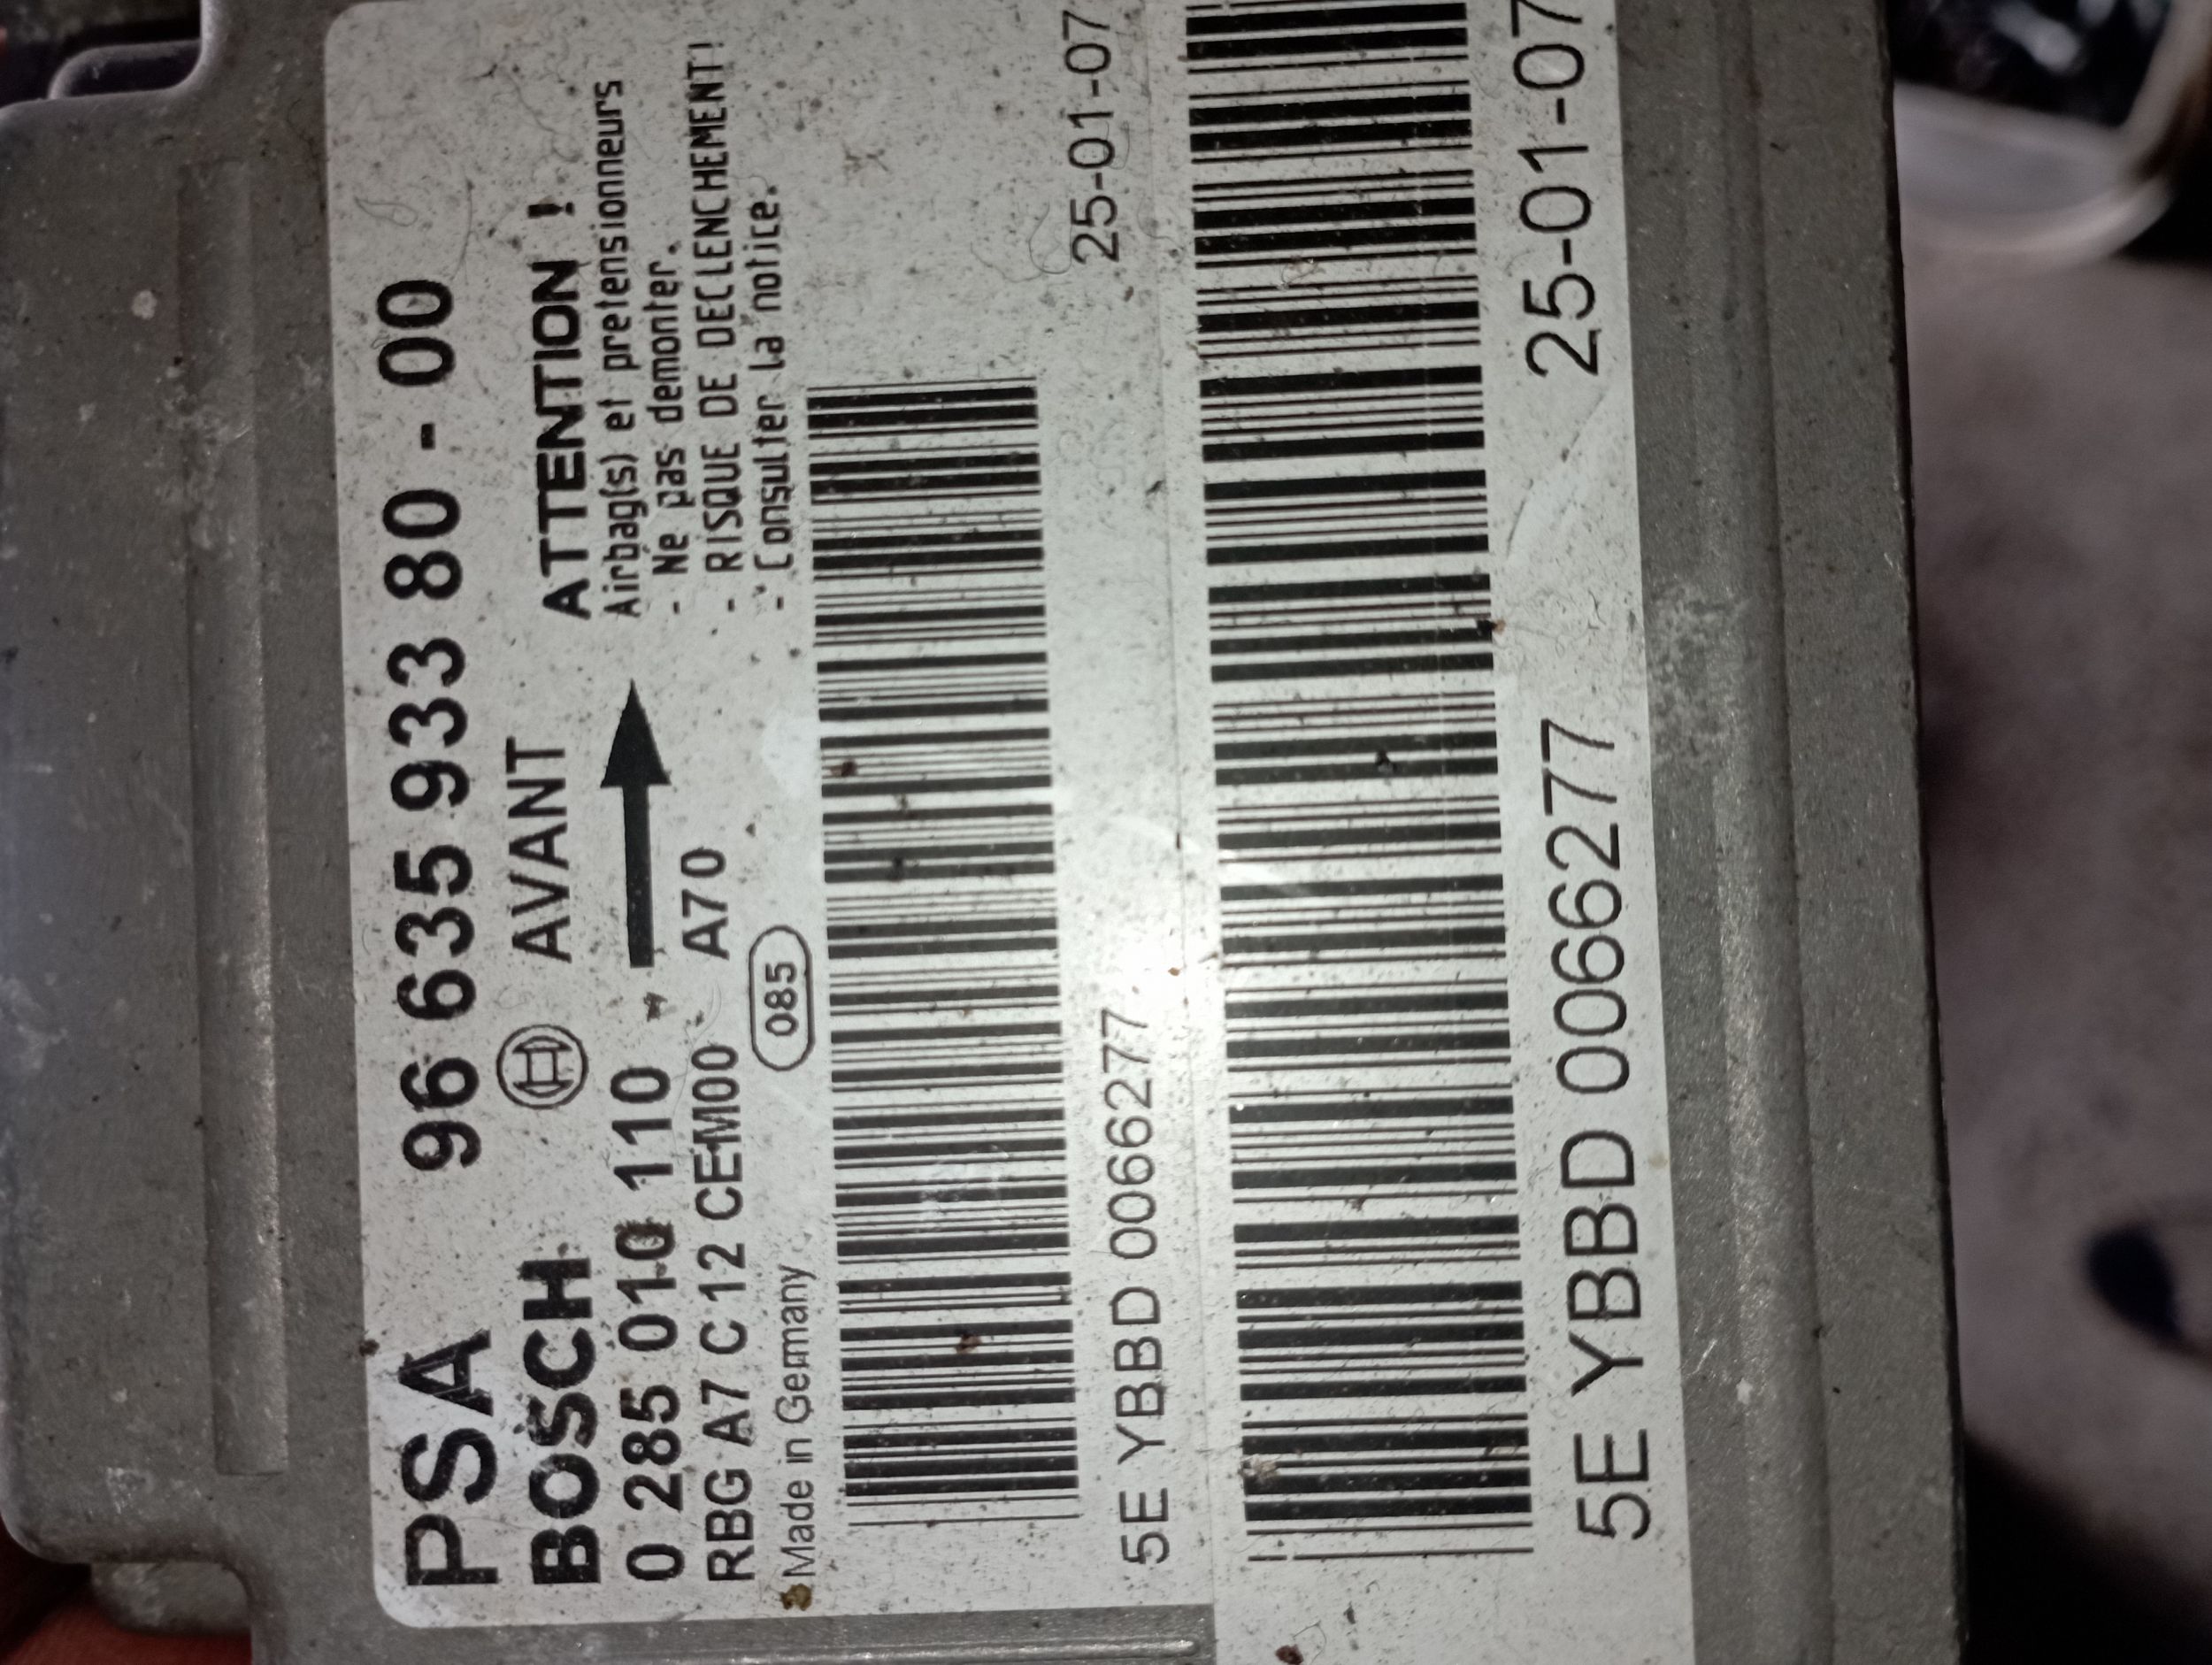 PSA 96 635 933 80 - 00
BOSCH AVANT
0 285 010 110
RBG A7 C 12 CEM00 A70
Made in Germany
085
ATTENTION !
Airbag(s) et pretensionneurs
- Ne pas demonter.
- RISQUE DE DECLENCHEMENT!
- Consulter la notice.
5E YBBD 0066277 25-01-07
5E YBBD 0066277 25-01-07